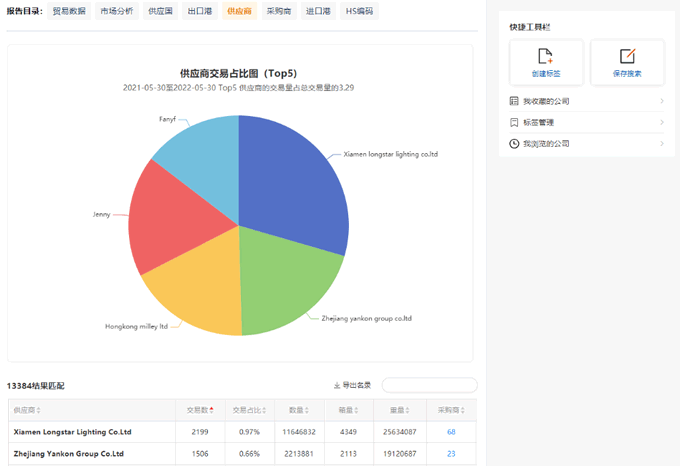 报告目录: 贸易数据 市场分析 供应国 出口港 供应商 采购商 进口港 HS编码
供应商交易占比图（Top5）
2021-05-30至2022-05-30 Top5 供应商的交易量占总交易量的3.29
Fanyf
Xiamen longstar lighting co.ltd
Jenny
Hongkong milley ltd
Zhejiang yankon group co.ltd
13384结果匹配
导出名录
供应商 交易数 交易占比 数量 箱量 重量 采购商
Xiamen Longstar Lighting Co.Ltd 2199 0.97% 11646832 4349 25634087 68
Zhejiang Yankon Group Co.Ltd 1506 0.66% 2213881 2113 19120687 23
快捷工具栏
创建标签 保存搜索
我收藏的公司
标签管理
我浏览的公司